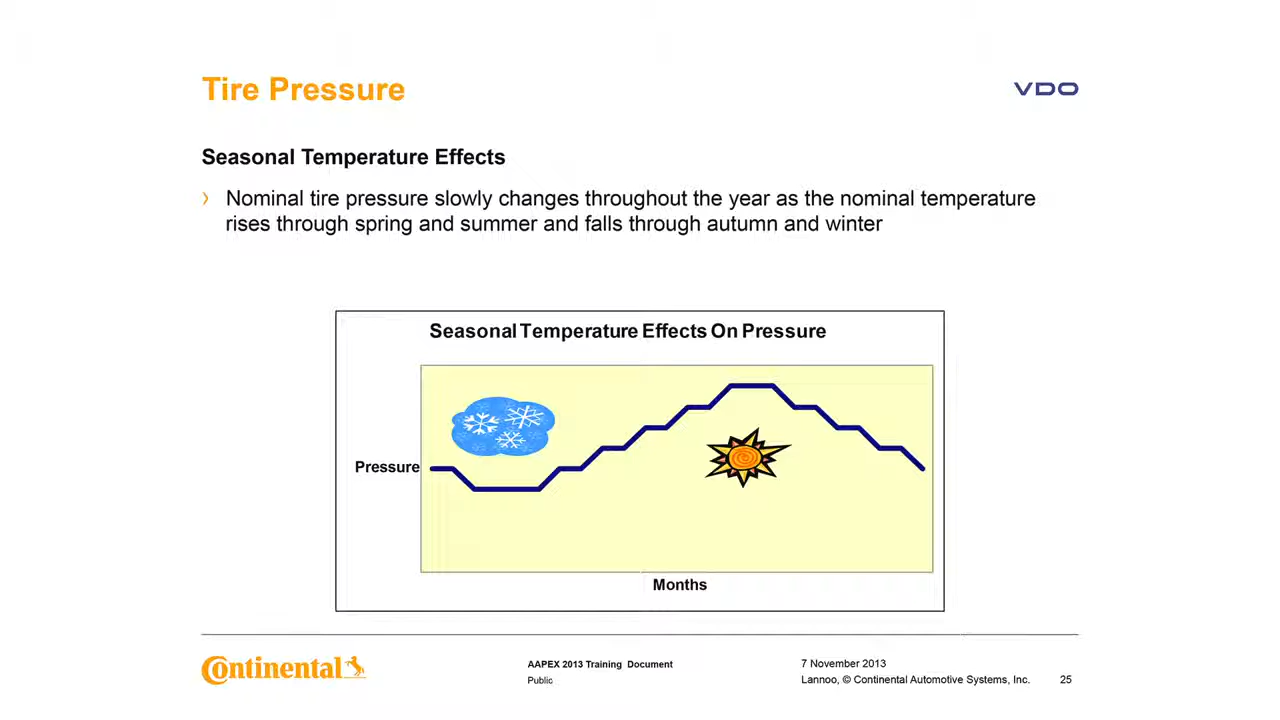 Tire Pressure
VDO
Seasonal Temperature Effects
› Nominal tire pressure slowly changes throughout the year as the nominal temperature
rises through spring and summer and falls through autumn and winter
Seasonal Temperature Effects On Pressure
Pressure
Months
Continental
AAPEX 2013 Training Document
Public
7 November 2013
Lannoo, © Continental Automotive Systems, Inc.
25